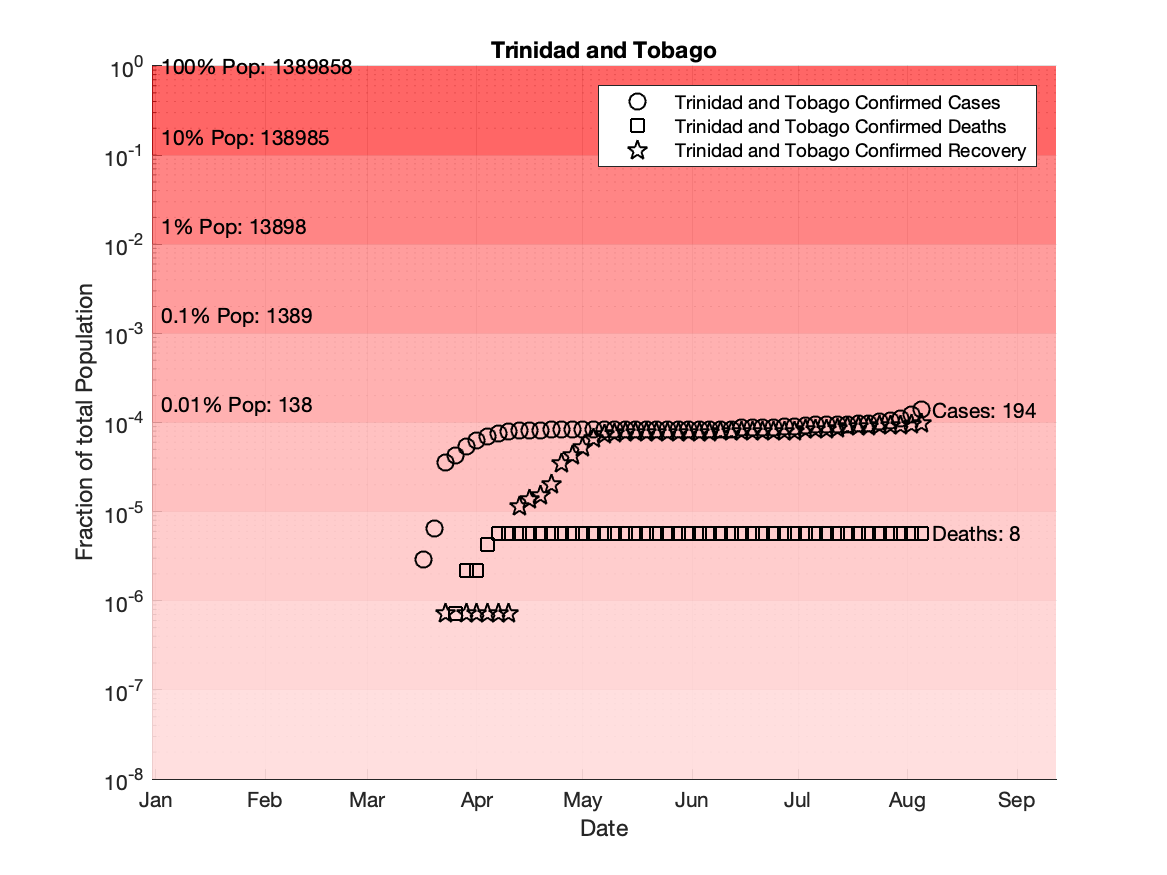 Trinidad and Tobago
10^0
100% Pop: 1389858
Trinidad and Tobago Confirmed Cases
Trinidad and Tobago Confirmed Deaths
Trinidad and Tobago Confirmed Recovery
10% Pop: 138985
10^-1
1% Pop: 13898
10^-2
0.1% Pop: 1389
10^-3
0.01% Pop: 138
Cases: 194
10^-4
10^-5
Deaths: 8
10^-6
10^-7
10^-8
Fraction of total Population
Jan Feb Mar Apr May Jun Jul Aug Sep
Date